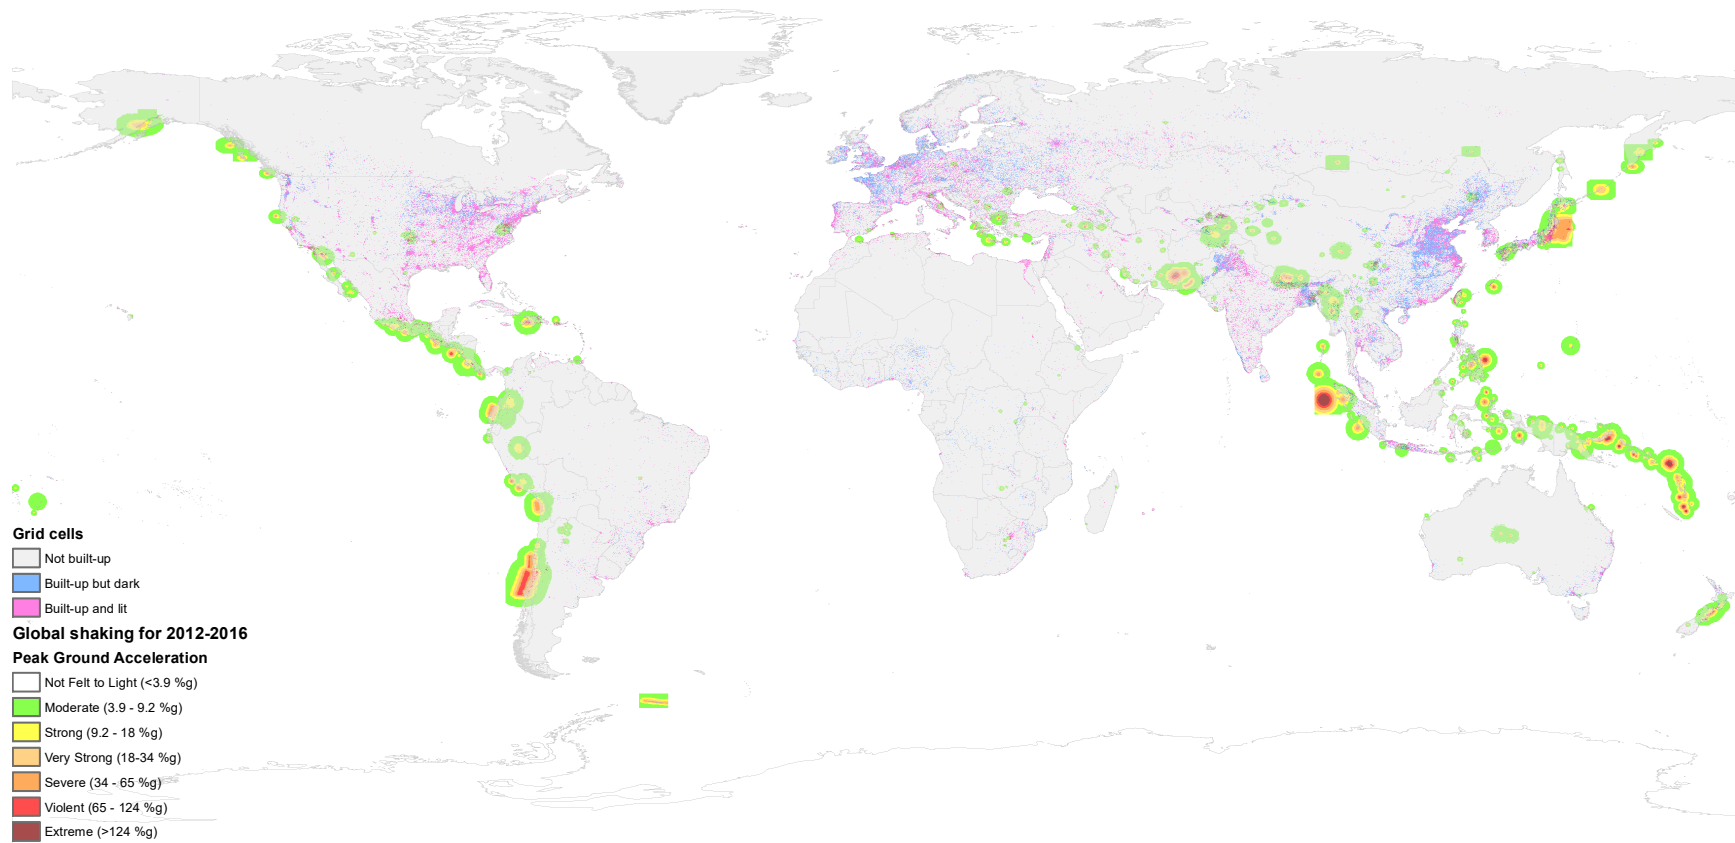 Grid cells
Not built-up
Built-up but dark
Built-up and lit
Global shaking for 2012-2016
Peak Ground Acceleration
Not Felt to Light (<3.9 %g)
Moderate (3.9 - 9.2 %g)
Strong (9.2 - 18 %g)
Very Strong (18-34 %g)
Severe (34 - 65 %g)
Violent (65 - 124 %g)
Extreme (>124 %g)